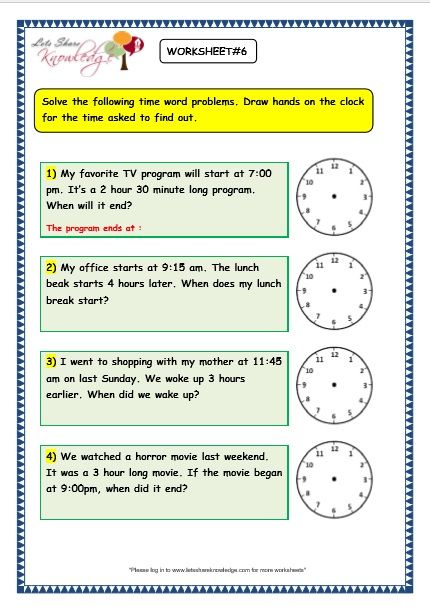 Lets Share
Knowledge
WORKSHEET#6
Solve the following time word problems. Draw hands on the clock
for the time asked to find out.
1) My favorite TV program will start at 7:00
pm. It's a 2 hour 30 minute long program.
When will it end?
The program ends at :
12
11 1
10 2
9 3
8 4
7 5
6
2) My office starts at 9:15 am. The lunch
beak starts 4 hours later. When does my lunch
break start?
12
11 1
10 2
9 3
8 4
7 5
6
3) I went to shopping with my mother at 11:45
am on last Sunday. We woke up 3 hours
earlier. When did we wake up?
12
11 1
10 2
9 3
8 4
7 5
6
4) We watched a horror movie last weekend.
It was a 3 hour long movie. If the movie began
at 9:00pm, when did it end?
12
11 1
10 2
9 3
8 4
7 5
6
"Please log in to www.letsshareknowledge.com for more worksheets"